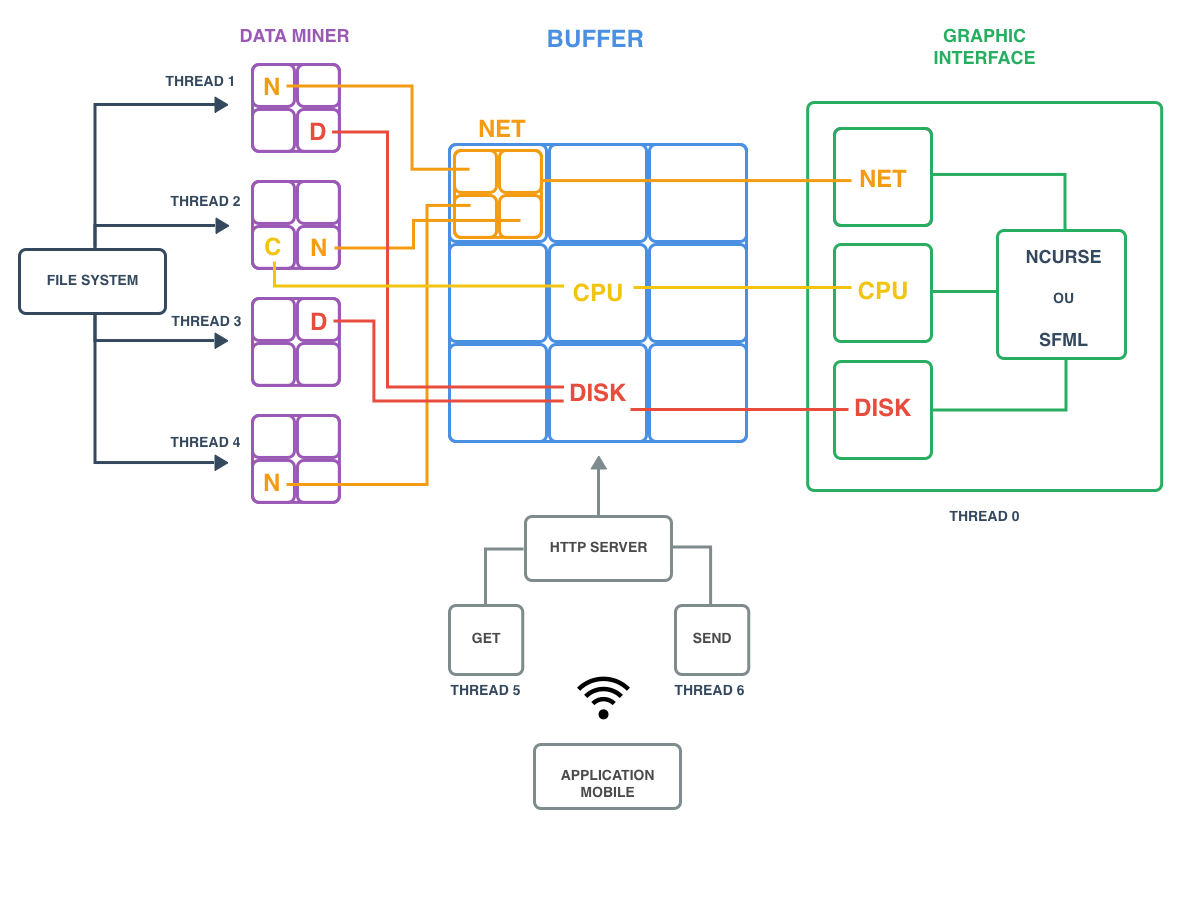 DATA MINER
BUFFER
GRAPHIC
INTERFACE
THREAD 1
N
D
NET
THREAD 2
C
N
FILE SYSTEM
THREAD 3
D
THREAD 4
N
CPU
DISK
NET
CPU
DISK
NCURSE
OU
SFML
THREAD 0
HTTP SERVER
GET
SEND
THREAD 5
THREAD 6
APPLICATION
MOBILE